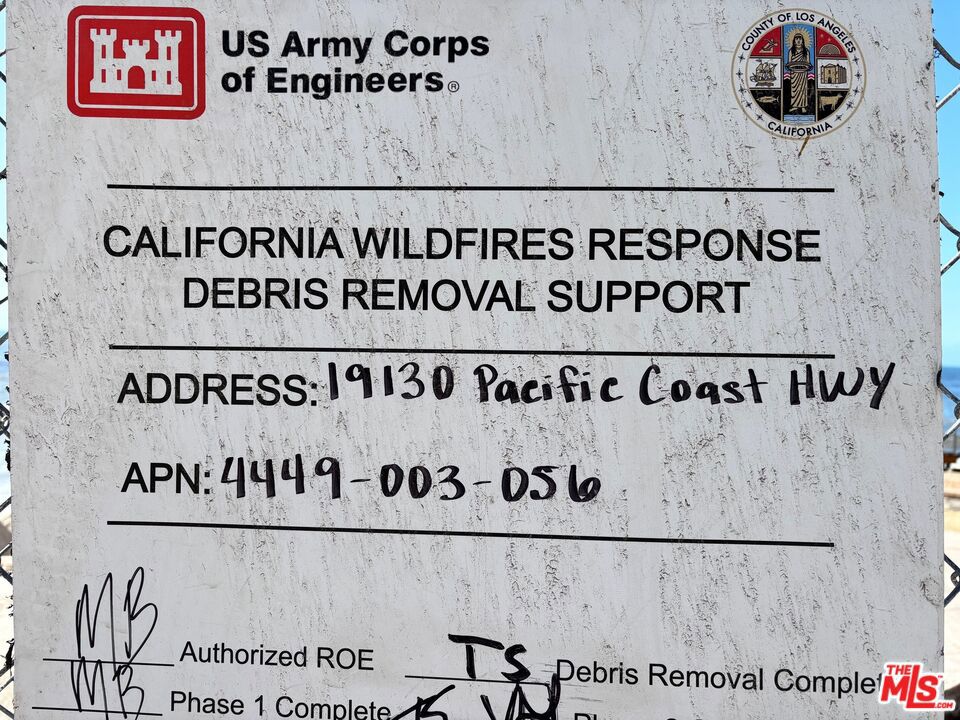 US Army Corps
of Engineers®
COUNTY OF LOS ANGELES
CALIFORNIA
CALIFORNIA WILDFIRES RESPONSE
DEBRIS REMOVAL SUPPORT
ADDRESS: 19130 Pacific Coast HWY
APN: 4449-003-056
MB Authorized ROE
TS Debris Removal Complet
MB Phase 1 Complete
THE
MLS